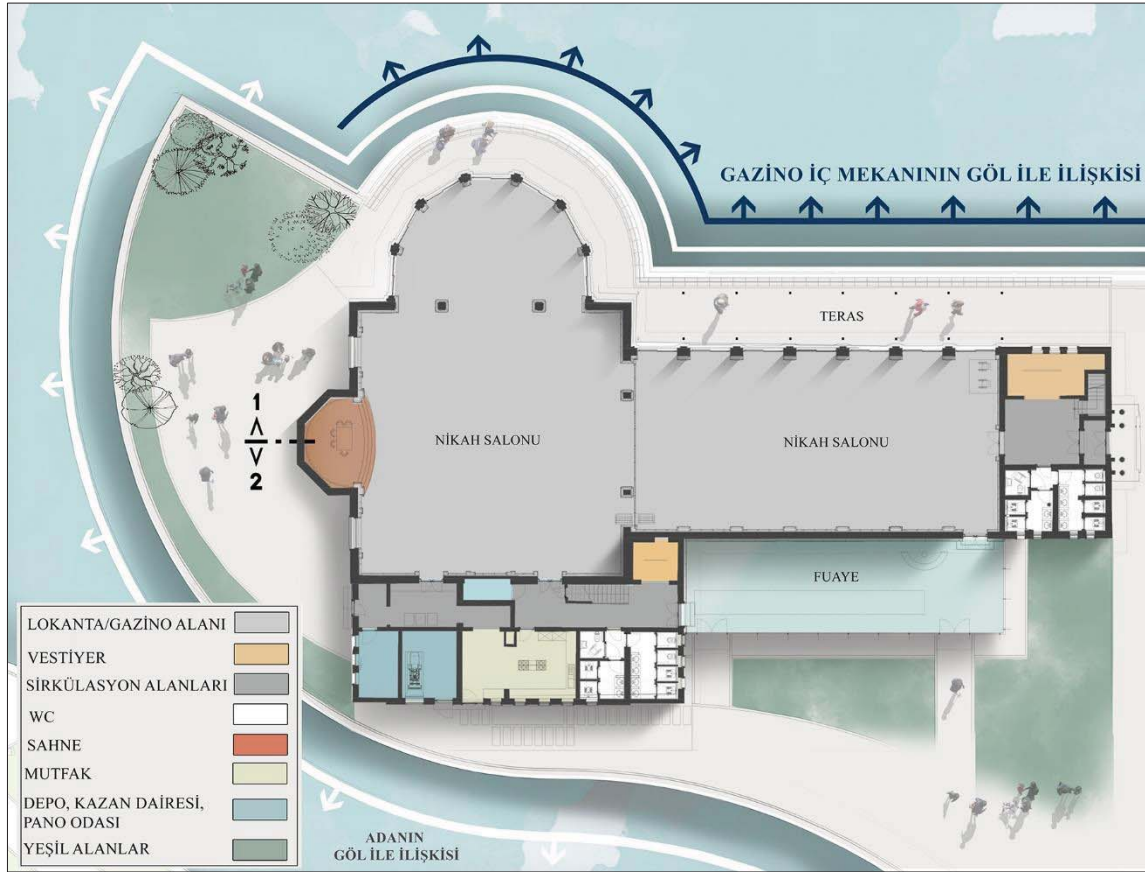 GAZİNO İÇ MEKANININ GÖL İLE İLİŞKİSİ
TERAS
1
2
NİKAH SALONU
NİKAH SALONU
FUAYE
LOKANTA/GAZİNO ALANI
VESTİYER
SİRKÜLASYON ALANLARI
WC
SAHNE
MUTFAK
DEPO, KAZAN DAİRESİ,
PANO ODASI
YEŞİL ALANLAR
ADANIN
GÖL İLE İLİŞKİSİ